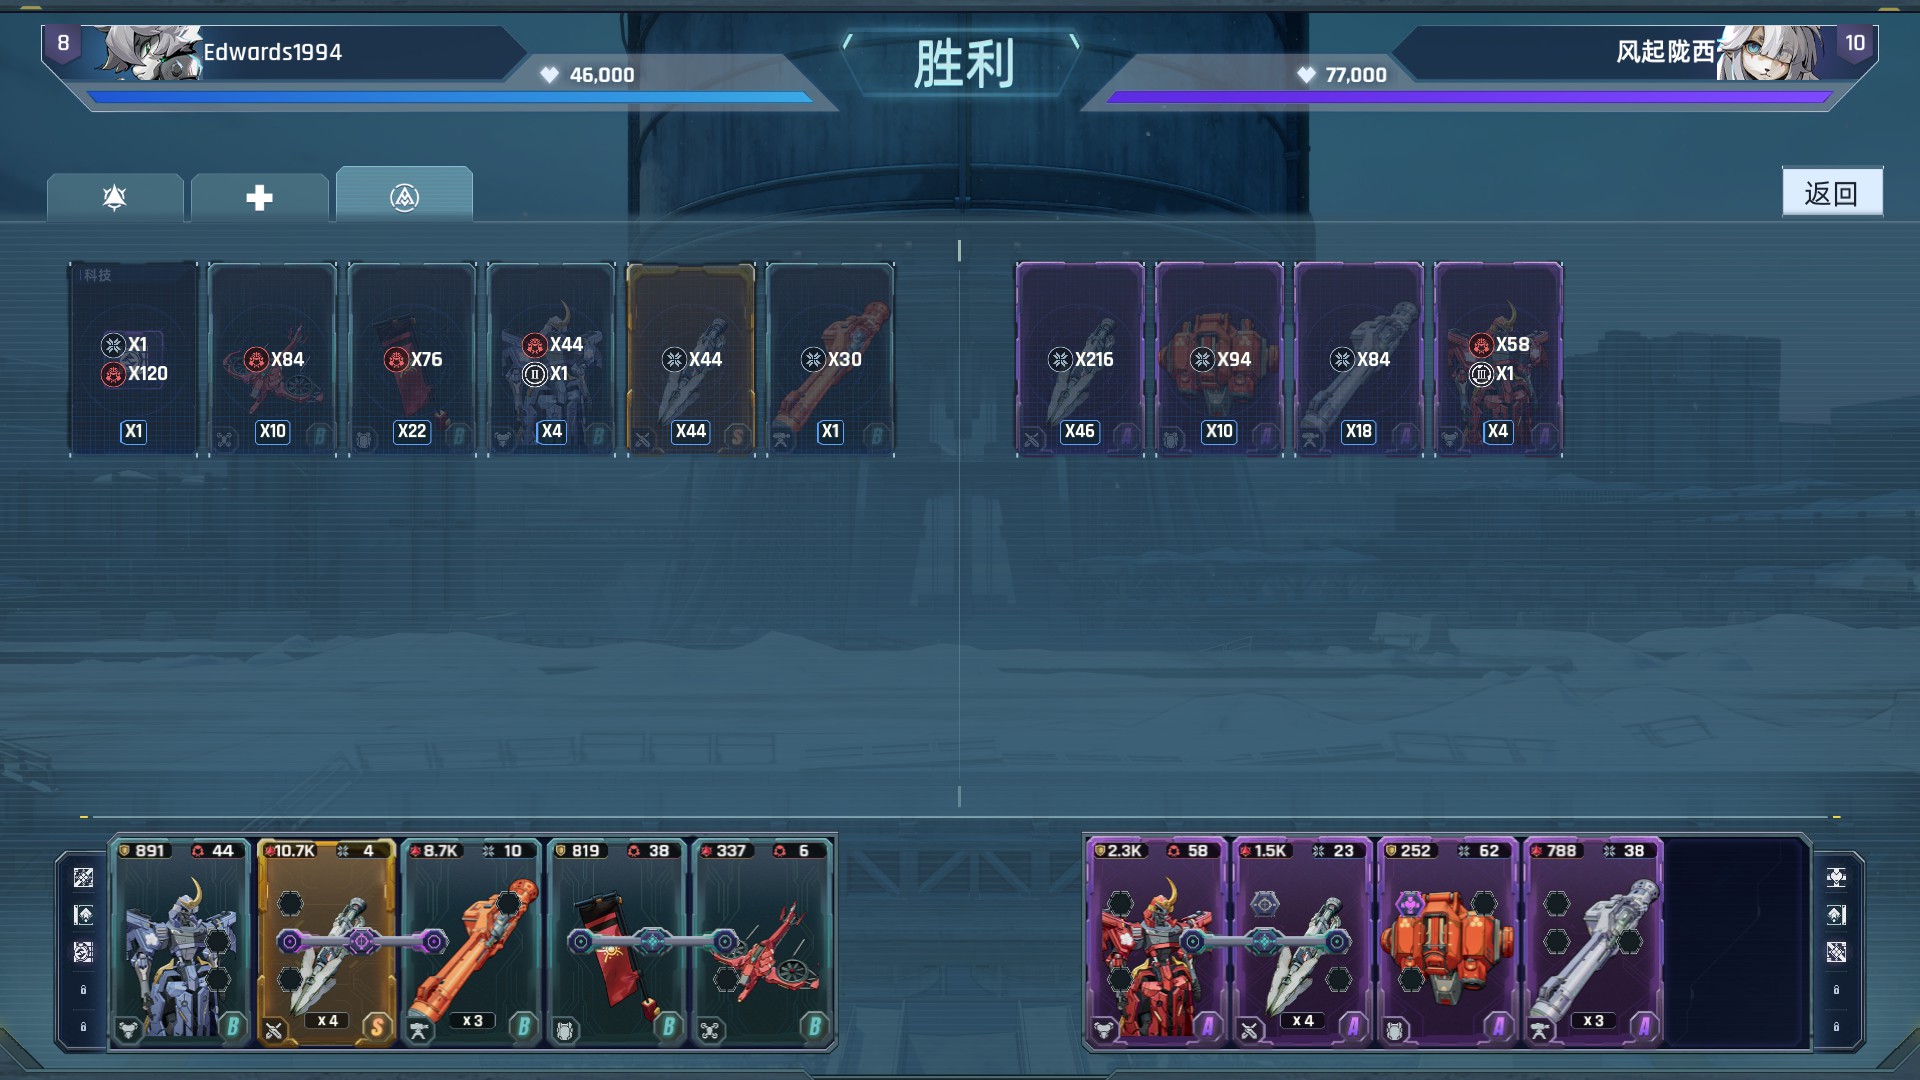 8
Edwards1994
46,000
胜利
77,000
风起陇西
10
返回
科技
X1
X120
X1
X84
X10
B
X76
X22
B
X44
II X1
X4
B
X44
X44
S
X30
X1
B
X216
X46
A
X94
X10
A
X84
X18
A
X58
III X1
X4
A
891 44
B
10.7K 4
x4
S
8.7K 10
x3
B
819 38
B
337 6
B
2.3K 58
A
1.5K 23
x4
A
252 62
A
788 38
x3
A